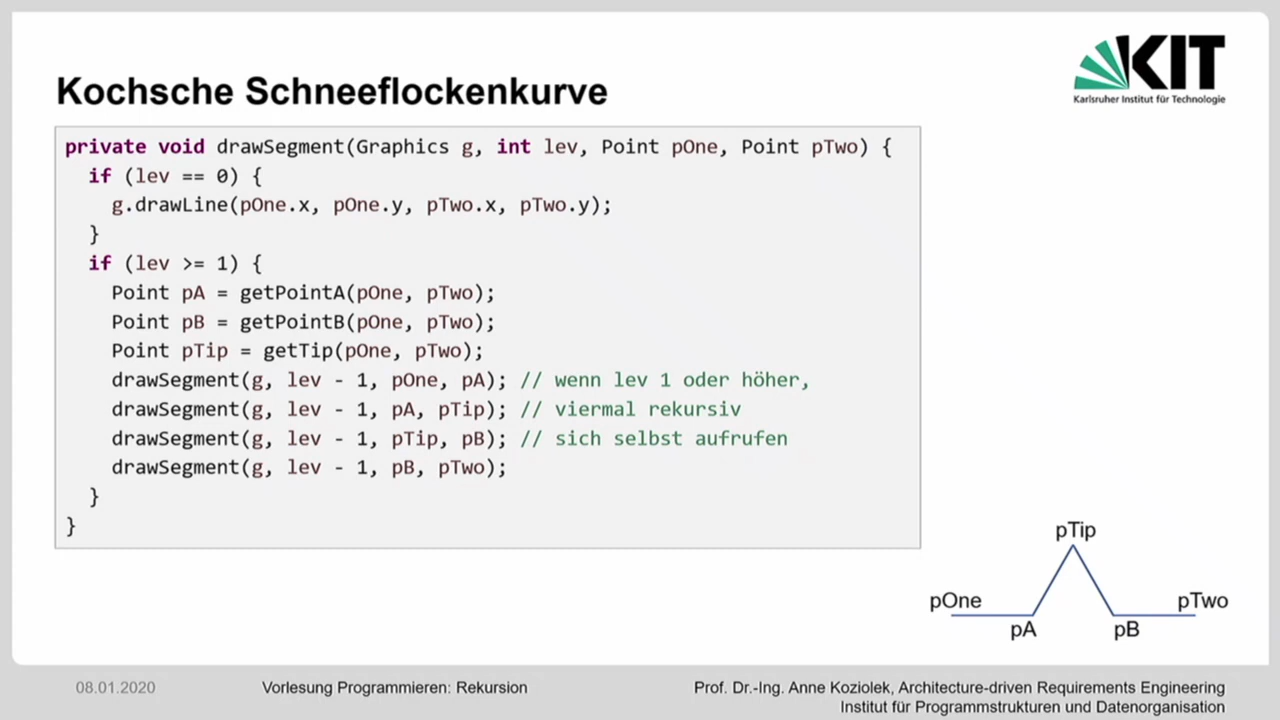 KIT
Karlsruher Institut für Technologie
Kochsche Schneeflockenkurve
private void drawSegment(Graphics g, int lev, Point pOne, Point pTwo) {
  if (lev == 0) {
    g.drawLine(pOne.x, pOne.y, pTwo.x, pTwo.y);
  }
  if (lev >= 1) {
    Point pA = getPointA(pOne, pTwo);
    Point pB = getPointB(pOne, pTwo);
    Point pTip = getTip(pOne, pTwo);
    drawSegment(g, lev - 1, pOne, pA); // wenn lev 1 oder höher,
    drawSegment(g, lev - 1, pA, pTip); // viermal rekursiv
    drawSegment(g, lev - 1, pTip, pB); // sich selbst aufrufen
    drawSegment(g, lev - 1, pB, pTwo);
  }
}
pTip
pOne
pTwo
pA
pB
08.01.2020
Vorlesung Programmieren: Rekursion
Prof. Dr.-Ing. Anne Koziolek, Architecture-driven Requirements Engineering
Institut für Programmstrukturen und Datenorganisation